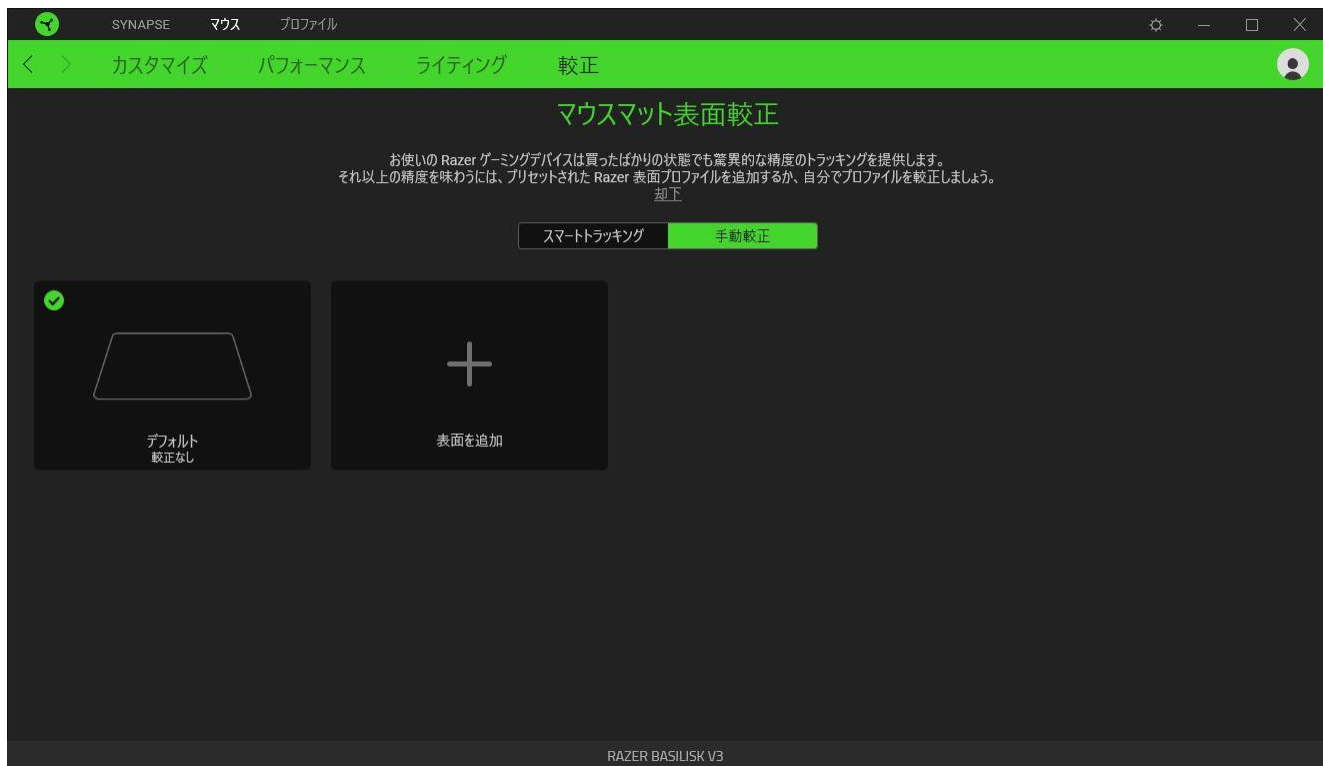 SYNAPSE マウス プロファイル
カスタマイズ パフォーマンス ライティング 較正
マウスマット表面較正
お使いの Razer ゲーミングデバイスは買ったばかりの状態でも驚異的な精度のトラッキングを提供します。
それ以上の精度を味わうには、プリセットされた Razer 表面プロファイルを追加するか、自分でプロファイルを較正しましょう。
却下
スマートトラッキング 手動較正
デフォルト
較正なし
表面を追加
RAZER BASILISK V3